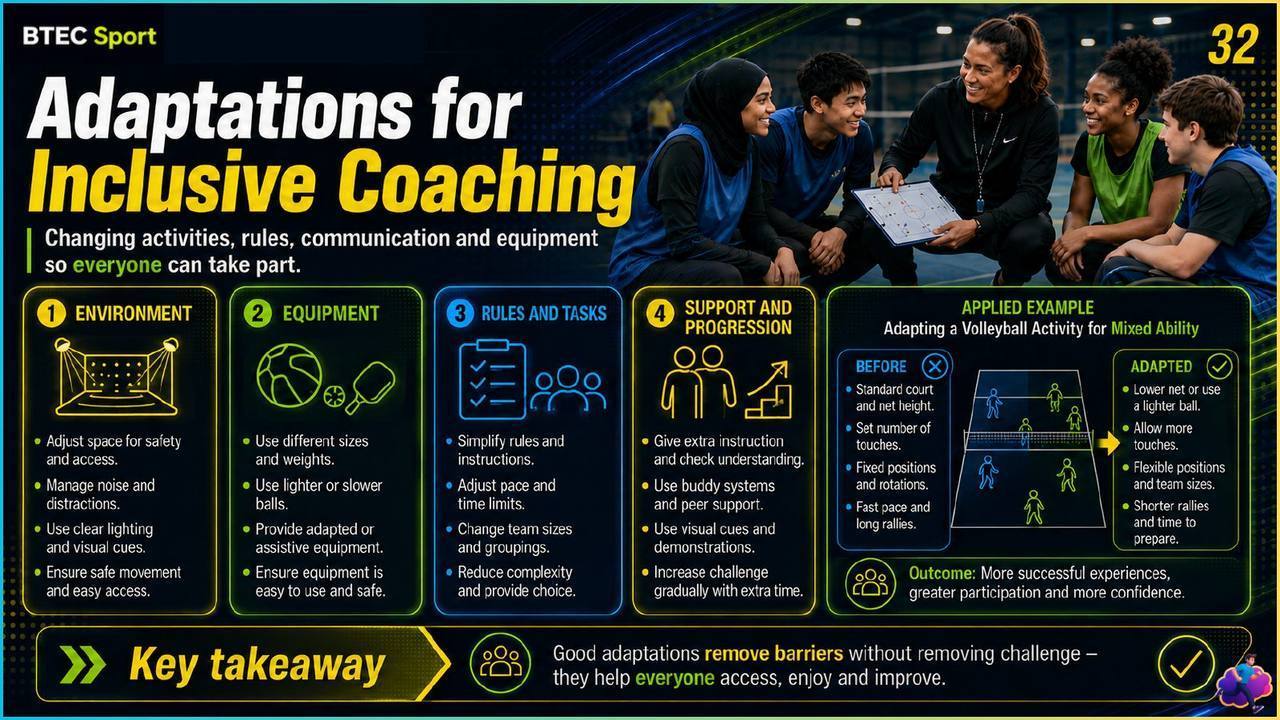 BTEC Sport
32
Adaptations for
Inclusive Coaching
Changing activities, rules, communication and equipment
so everyone can take part.
1 ENVIRONMENT
Adjust space for safety
and access.
Manage noise and
distractions.
Use clear lighting
and visual cues.
Ensure safe movement
and easy access.
2 EQUIPMENT
Use different sizes
and weights.
Use lighter or slower
balls.
Provide adapted or
assistive equipment.
Ensure equipment is
easy to use and safe.
3 RULES AND TASKS
Simplify rules and
instructions.
Adjust pace and
time limits.
Change team sizes
and groupings.
Reduce complexity
and provide choice.
4 SUPPORT AND
PROGRESSION
Give extra instruction
and check understanding.
Use buddy systems
and peer support.
Use visual cues and
demonstrations.
Increase challenge
gradually with extra time.
APPLIED EXAMPLE
Adapting a Volleyball Activity for Mixed Ability
BEFORE
Standard court
and net height.
Set number of
touches.
Fixed positions
and rotations.
Fast pace and
long rallies.
ADAPTED
Lower net or use
a lighter ball.
Allow more
touches.
Flexible positions
and team sizes.
Shorter rallies
and time to
prepare.
Outcome: More successful experiences,
greater participation and more confidence.
Key takeaway
Good adaptations remove barriers without removing challenge –
they help everyone access, enjoy and improve.